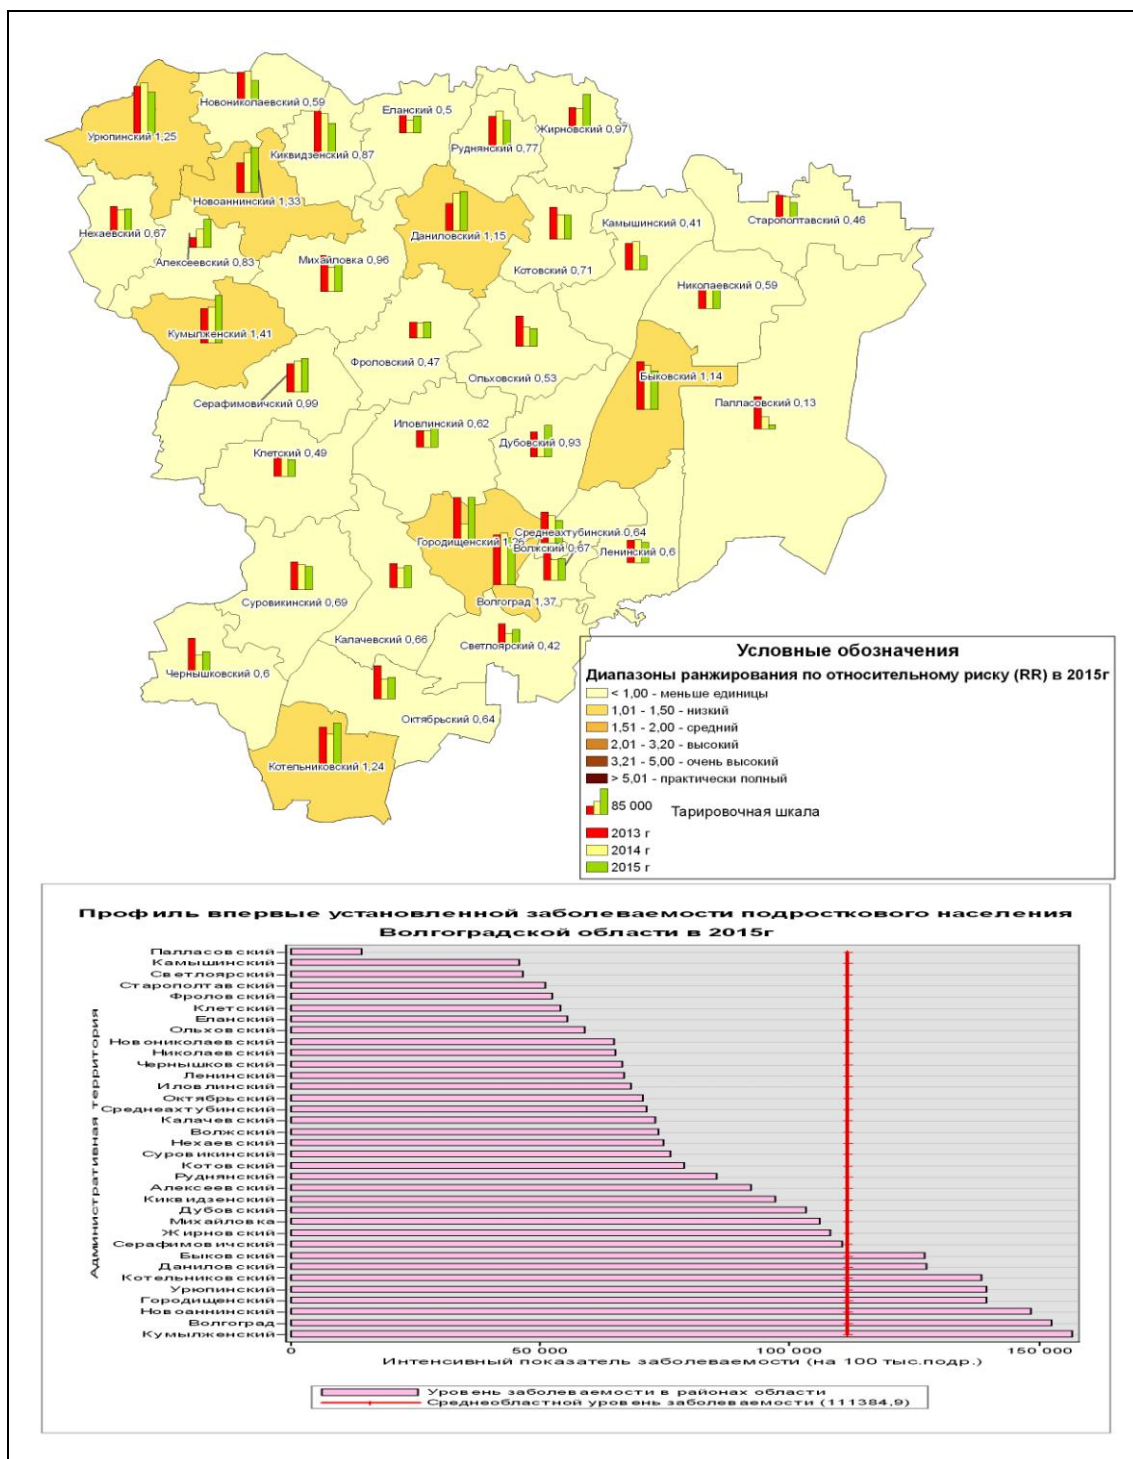 Новониколаевский 0,59
Еланский 0,5
Жирновский 0,97
Урюпинский 1,25
Киквидзенский 0,87
Руднянский 0,77
Новоаннинский 1,33
Старополтавский 0,46
Нехаевский 0,67
Даниловский 1,15
Камышинский 0,41
Алексеевский 0,83
Михайловка 0,96
Котовский 0,71
Николаевский 0,59
Кумылженский 1,41
Фроловский 0,47
Ольховский 0,53
Быковский 1,14
Серафимовичский 0,99
Палласовский 0,13
Иловлинский 0,62
Дубовский 0,93
Клетский 0,49
Среднеахтубинский 0,64
Городищенский
Волжский 0,67
Ленинский 0,6
Суровикинский 0,69
Волгоград 1,37
Калачевский 0,66
Светлоярский 0,42
Чернышковский 0,6
Октябрьский 0,64
Котельниковский 1,24
Условные обозначения
Диапазоны ранжирования по относительному риску (RR) в 2015г
< 1,00 - меньше единицы
1,01 - 1,50 - низкий
1,51 - 2,00 - средний
2,01 - 3,20 - высокий
3,21 - 5,00 - очень высокий
> 5,01 - практически полный
85 000 Тарировочная шкала
2013 г
2014 г
2015 г
Профиль впервые установленной заболеваемости подросткового населения
Волгоградской области в 2015г
Административная территория
Палласовский
Камышинский
Светлоярский
Старополтавский
Фроловский
Клетский
Еланский
Ольховский
Новониколаевский
Николаевский
Чернышковский
Ленинский
Иловлинский
Октябрьский
Среднеахтубинский
Калачевский
Волжский
Нехаевский
Суровикинский
Котовский
Руднянский
Алексеевский
Киквидзенский
Дубовский
Михайловка
Жирновский
Серафимовичский
Быковский
Даниловский
Котельниковский
Урюпинский
Городищенский
Новоаннинский
Волгоград
Кумылженский
0 50 000 100 000 150 000
Интенсивный показатель заболеваемости (на 100 тыс.подр.)
Уровень заболеваемости в районах области
Среднеобластной уровень заболеваемости (111384,9)